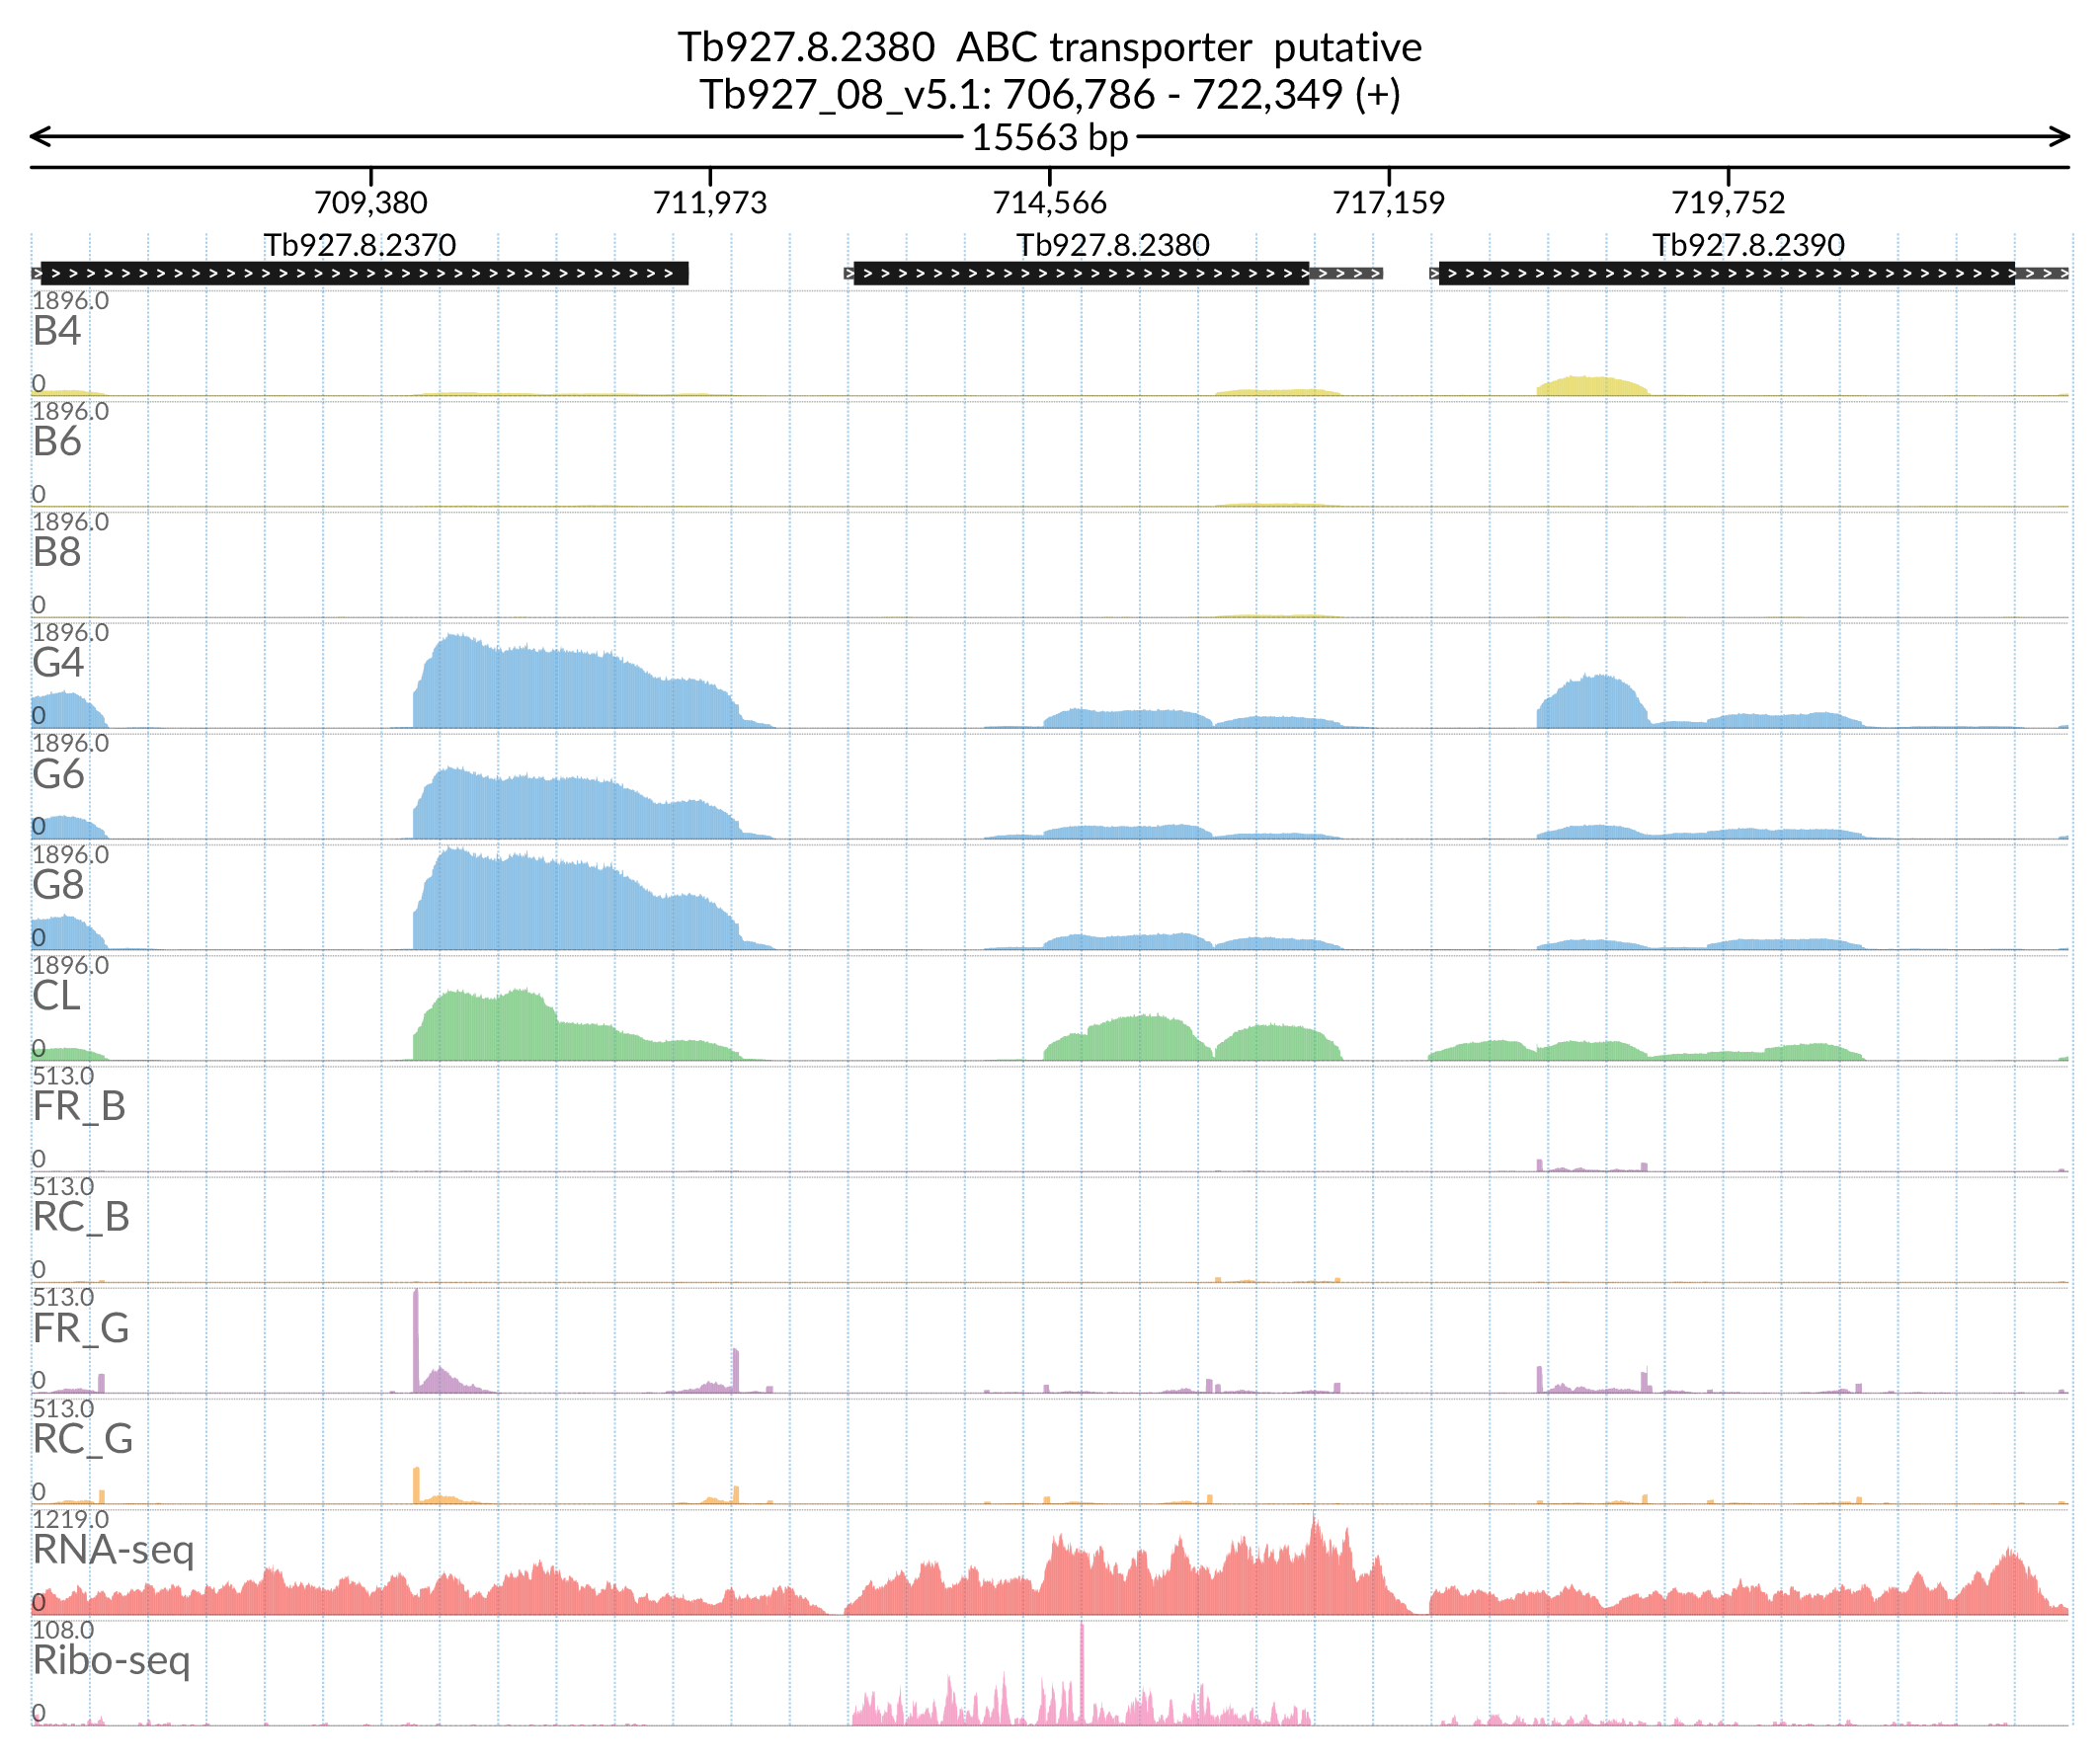 Tb927.8.2380  ABC transporter  putative
Tb927_08_v5.1: 706,786 - 722,349 (+)
15563 bp
709,380 711,973 714,566 717,159 719,752
Tb927.8.2370 Tb927.8.2380 Tb927.8.2390
1896.0
B4
0
1896.0
B6
0
1896.0
B8
0
1896.0
G4
0
1896.0
G6
0
1896.0
G8
0
1896.0
CL
0
513.0
FR_B
0
513.0
RC_B
0
513.0
FR_G
0
513.0
RC_G
0
1219.0
RNA-seq
0
108.0
Ribo-seq
0